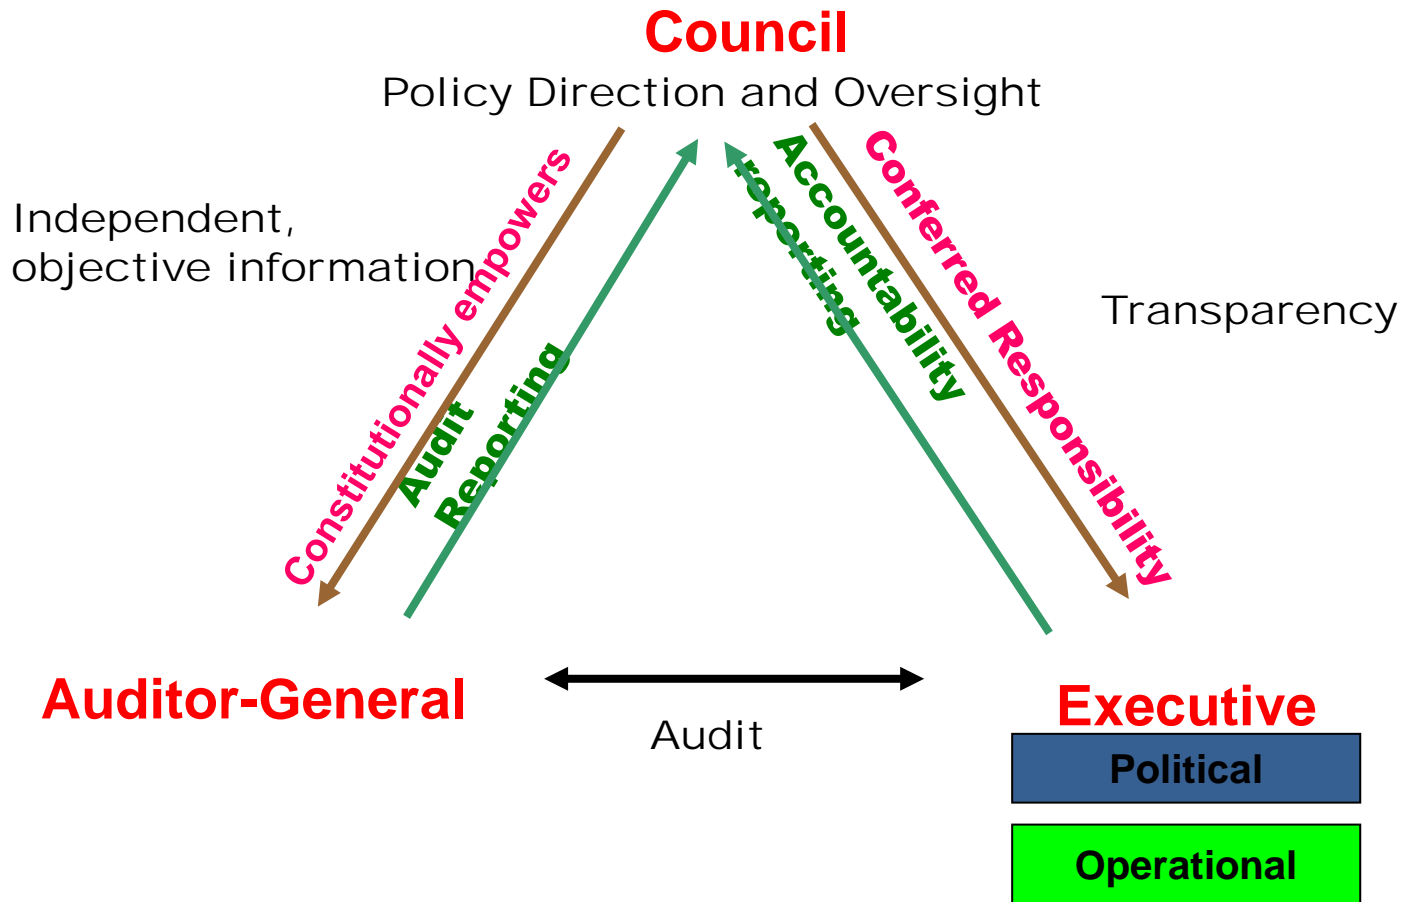 Council
Policy Direction and Oversight
Independent,
objective information
Constitutionally empowers
Audit
Reporting
Accountability
reporting
Conferred Responsibility
Transparency
Auditor-General
Audit
Executive
Political
Operational